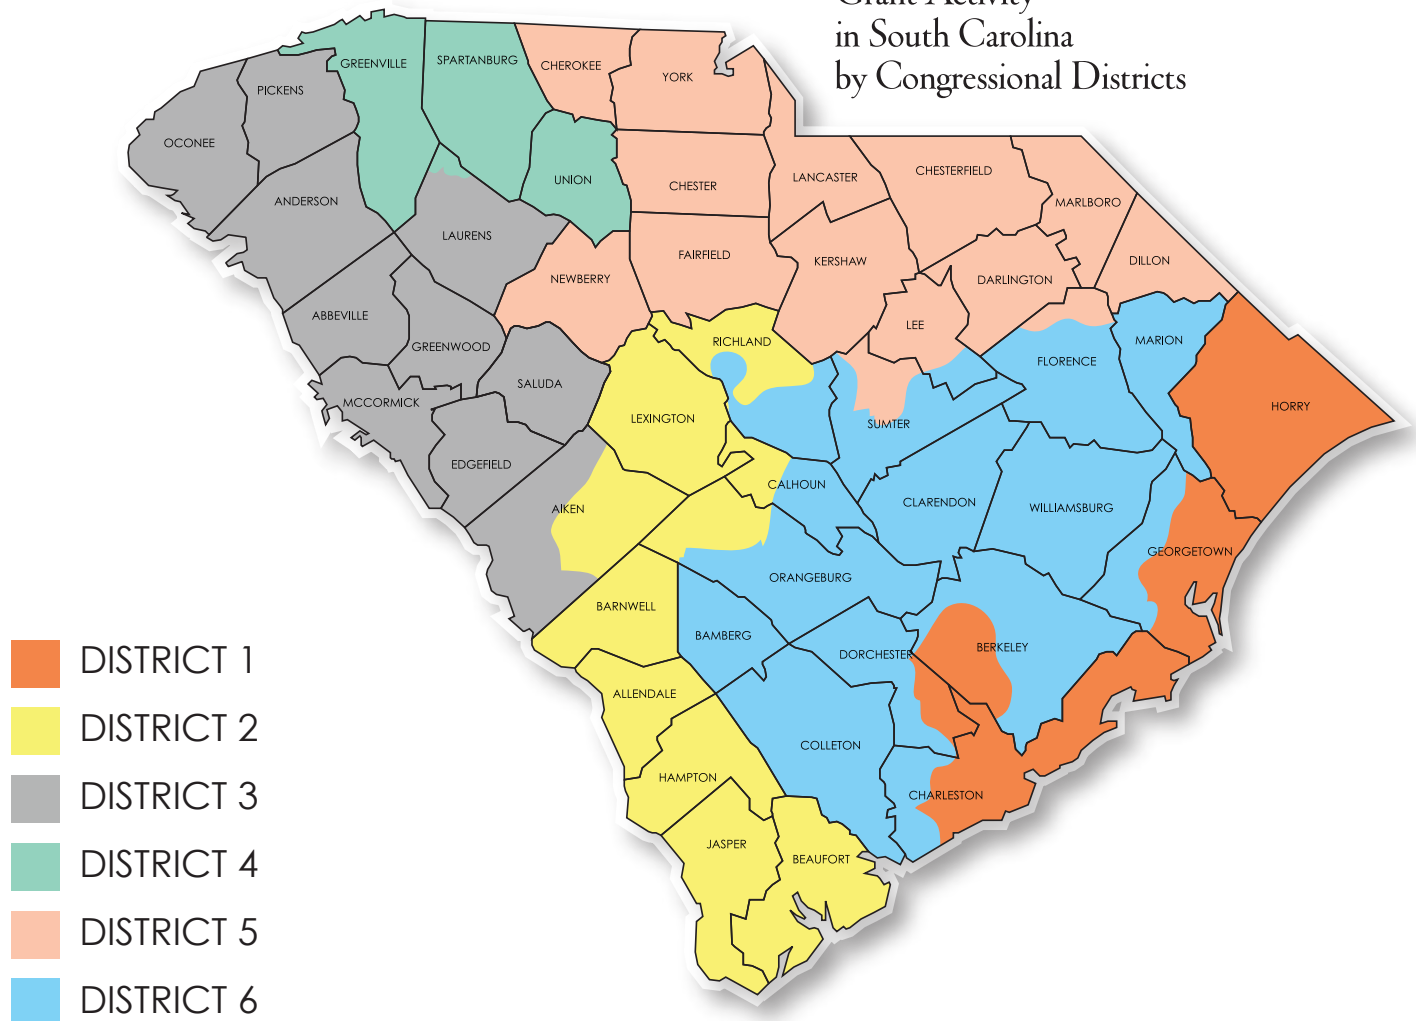 Grant Activity
in South Carolina
by Congressional Districts
GREENVILLE
SPARTANBURG
CHEROKEE
YORK
PICKENS
OCONEE
UNION
CHESTER
LANCASTER
CHESTERFIELD
MARLBORO
ANDERSON
LAURENS
NEWBERRY
FAIRFIELD
KERSHAW
DARLINGTON
DILLON
ABBEVILLE
GREENWOOD
RICHLAND
LEE
FLORENCE
MARION
SALUDA
MCCORMICK
LEXINGTON
SUMTER
HORRY
EDGEFIELD
CALHOUN
CLARENDON
WILLIAMSBURG
AIKEN
GEORGETOWN
ORANGEBURG
BARNWELL
BAMBERG
DORCHESTER
BERKELEY
ALLENDALE
COLLETON
HAMPTON
CHARLESTON
JASPER
BEAUFORT
DISTRICT 1
DISTRICT 2
DISTRICT 3
DISTRICT 4
DISTRICT 5
DISTRICT 6